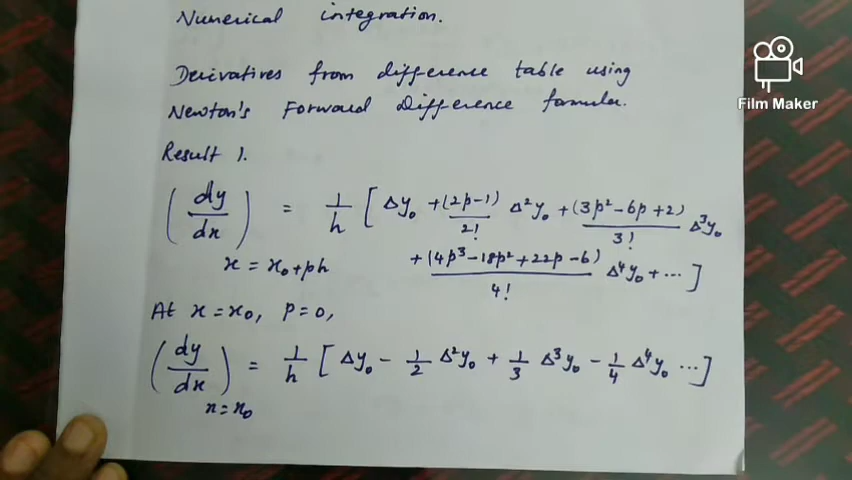 Numerical integration.
Film Maker
Derivatives from difference table using
Newton's Forward Difference formula.
Result 1.
(dy/dx) x = x₀+ph = 1/h [ Δy₀ + (2p-1)/2! Δ²y₀ + (3p²-6p+2)/3! Δ³y₀
+ (4p³-18p²+22p-6)/4! Δ⁴y₀ + ... ]
At x = x₀, p = 0,
(dy/dx) x = x₀ = 1/h [ Δy₀ - 1/2 Δ²y₀ + 1/3 Δ³y₀ - 1/4 Δ⁴y₀ ... ]